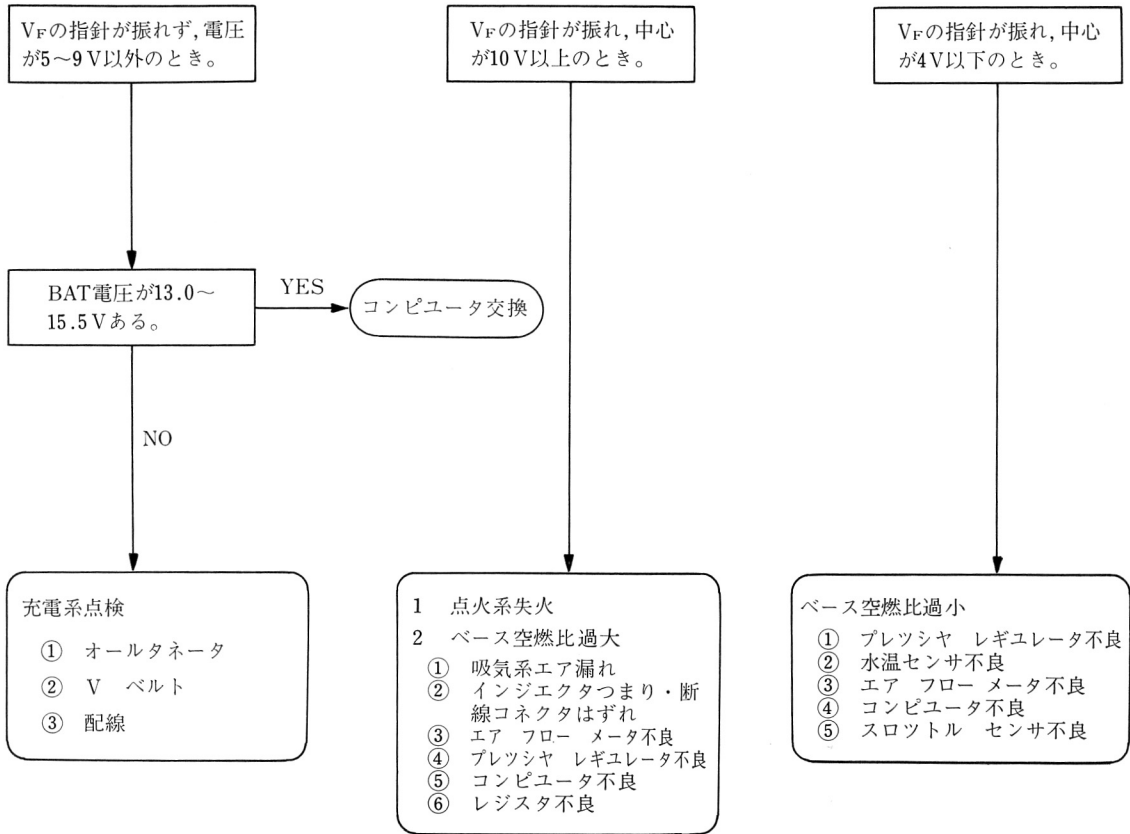 VFの指針が振れず，電圧
が5～9V以外のとき。
BAT電圧が13.0～
15.5Vある。
YES
コンピユータ交換
NO
充電系点検
① オールタネータ
② V ベルト
③ 配線
VFの指針が振れ，中心
が10V以上のとき。
1 点火系失火
2 ベース空燃比過大
① 吸気系エア漏れ
② インジエクタつまり・断
線コネクタはずれ
③ エア フロー メータ不良
④ プレツシヤ レギユレータ不良
⑤ コンピユータ不良
⑥ レジスタ不良
VFの指針が振れ，中心
が4V以下のとき。
ベース空燃比過小
① プレツシヤ レギユレータ不良
② 水温センサ不良
③ エア フロー メータ不良
④ コンピユータ不良
⑤ スロツトル センサ不良